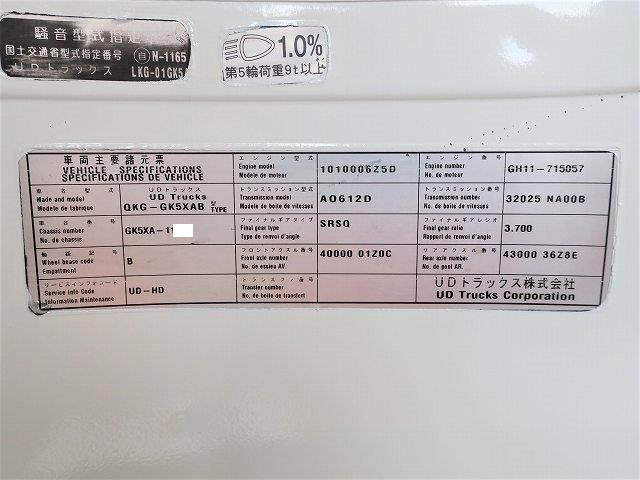 騒音型式指定
国土交通省型式指定番号 自 N-1165
UDトラックス LKG-01GK5
1.0%
第5輪荷重9t以上
車両主要諸元票
VEHICLE SPECIFICATIONS
SPECIFICATIONS DE VEHICLE
車名型式
Made and model
Modele de fabrique
UDトラックス
UD Trucks
QKG-GK5XAB 型
TYPE
車台番号
Chassis number
No. de chassis
GK5XA-11
軸距記号
Wheel base code
Empattement
B
サービスインフォコード
Service Info Code
Information Maintenance
UD-HD
エンジン型式
Engine model
Modele de moteur
1010006Z5D
トランスミッション型式
Transmission model
Modele de boite de vitesses
AO612D
ファイナルギアタイプ
Final gear type
Type de renvoi d'angle
SRSQ
フロントアクスル番号
Front axle number
No. de essieu AV.
40000 01Z0C
トランスファ番号
Transfer number
No. de boite de transfert
エンジン番号
Engine number
No. de moteur
GH11-715057
トランスミッション番号
Transmission number
No. de boite de vitesses
32025 NA00B
ファイナルギアレシオ
Final gear ratio
Rapport de renvoi d'angle
3.700
リアアクスル番号
Rear axle number
No. de pont AR.
43000 36Z8E
UDトラックス株式会社
UD Trucks Corporation